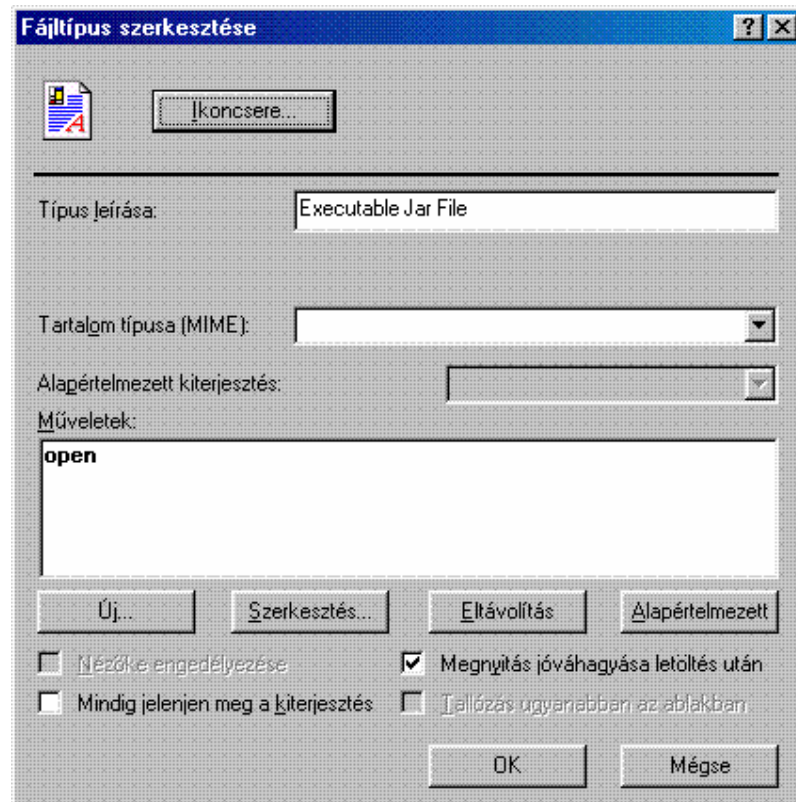 Fájltípus szerkesztése
Ikoncsere...
Típus leírása: Executable Jar File
Tartalom típusa (MIME):
Alapértelmezett kiterjesztés:
Műveletek:
open
Új... Szerkesztés... Eltávolítás Alapértelmezett
Nézőke engedélyezése Megnyitás jóváhagyása letöltés után
Mindig jelenjen meg a kiterjesztés Tallózás ugyanabban az ablakban
OK Mégse